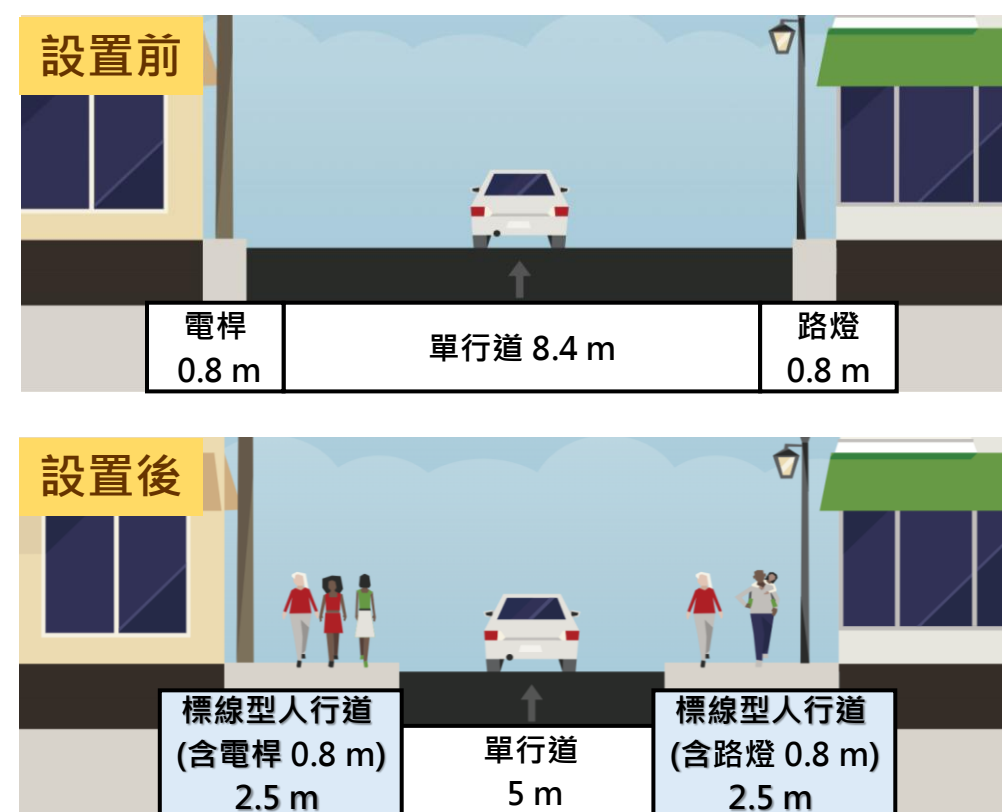 設置前
電桿
0.8 m
單行道 8.4 m
路燈
0.8 m
設置後
標線型人行道
(含電桿 0.8 m)
2.5 m
單行道
5 m
標線型人行道
(含路燈 0.8 m)
2.5 m